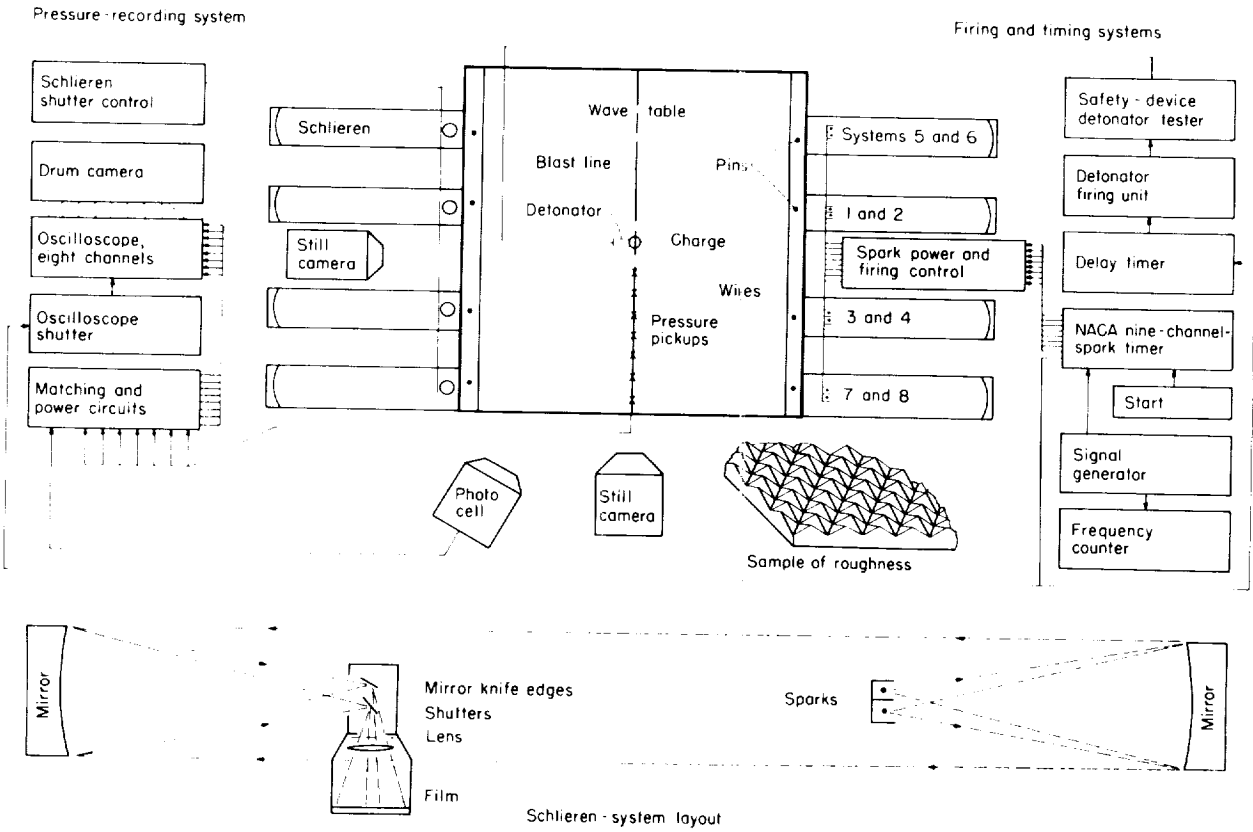 Pressure-recording system
Firing and timing systems
Schlieren
shutter control
Drum camera
Oscilloscope,
eight channels
Oscilloscope
shutter
Matching and
power circuits
Schlieren
Still
camera
Wave table
Blast line
Detonator
Charge
Pins
Wires
Pressure
pickups
Systems 5 and 6
1 and 2
Spark power and
firing control
3 and 4
7 and 8
Safety-device
detonator tester
Detonator
firing unit
Delay timer
NACA nine-channel-
spark timer
Start
Signal
generator
Frequency
counter
Photo
cell
Still
camera
Sample of roughness
Mirror
Mirror knife edges
Shutters
Lens
Film
Sparks
Mirror
Schlieren-system layout